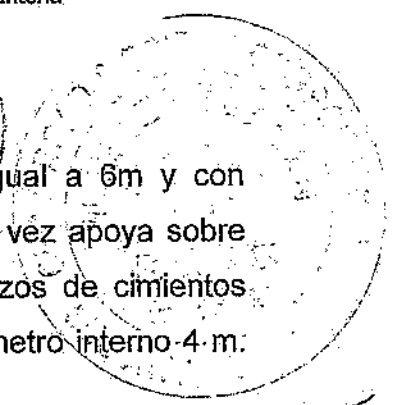 gual a 6m y con
vez apoya sobre
zos de cimientos
metro interno 4 m.